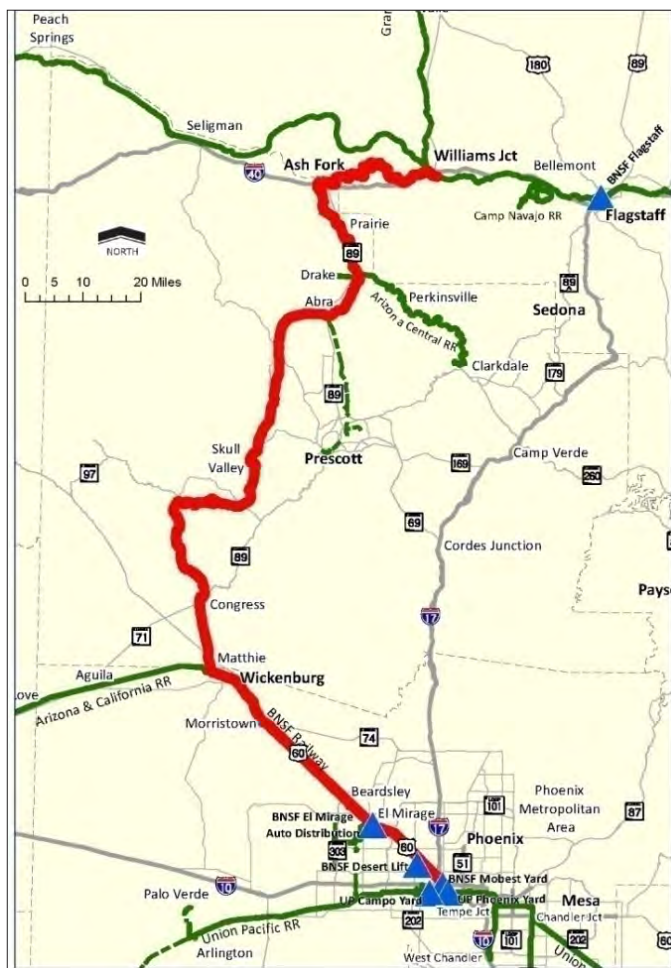 Peach
Springs
Seligman
40
Ash Fork
Williams Jct
180
89
BNSF Flagstaff
Bellemont
Camp Navajo RR
Flagstaff
Prairie
NORTH
0 10 20 Miles
89
Drake
Abra
Perkinsville
Arizona Central RR
Clarkdale
89
A
Sedona
179
89
Prescott
Skull
Valley
97
169
Camp Verde
260
69
89
Cordes Junction
Congress
17
Pays
71
Matthie
Wickenburg
Aguila
ove
Arizona & California RR
Morristown
BNSF Railway
60
74
Beardsley
BNSF El Mirage
Auto Distribution
El Mirage
17
101
Phoenix
Metropolitan
Area
87
303
60
Phoenix
51
BNSF Desert Lift
BNSF Mobest Yard
10
UP Campo Yard
UP Phoenix Yard
Mesa
Palo Verde
202
Tempe Jct
Chandler Jct
60
Union Pacific RR
Arlington
10
101
202
West Chandler
Union